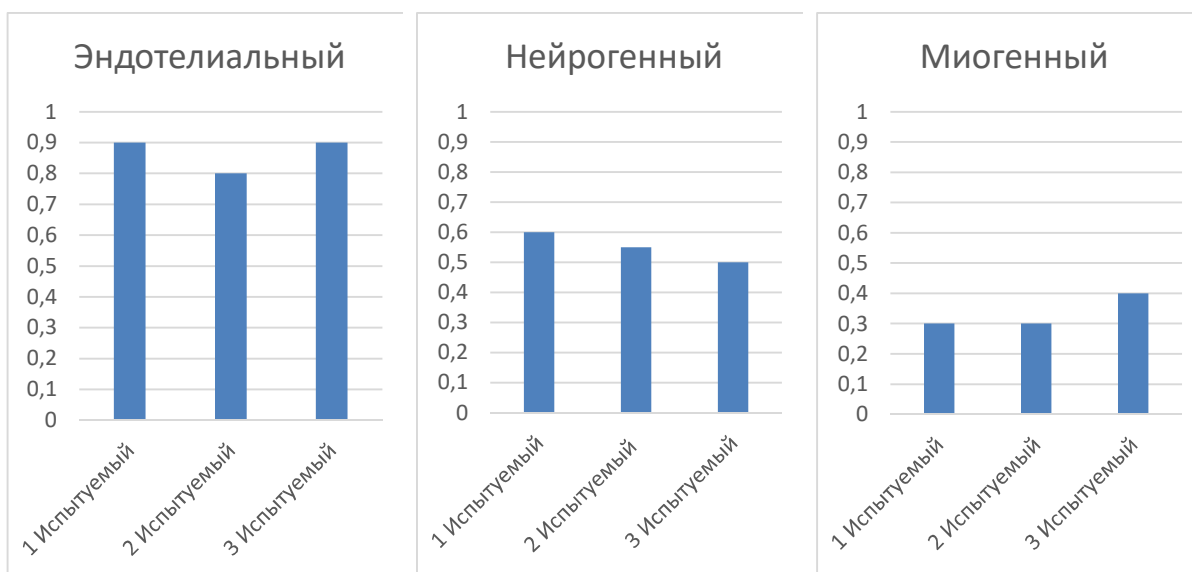 Эндотелиальный
1
0,9
0,8
0,7
0,6
0,5
0,4
0,3
0,2
0,1
0
1 Испытуемый
2 Испытуемый
3 Испытуемый
Нейрогенный
1
0,9
0,8
0,7
0,6
0,5
0,4
0,3
0,2
0,1
0
1 Испытуемый
2 Испытуемый
3 Испытуемый
Миогенный
1
0,9
0,8
0,7
0,6
0,5
0,4
0,3
0,2
0,1
0
1 Испытуемый
2 Испытуемый
3 Испытуемый